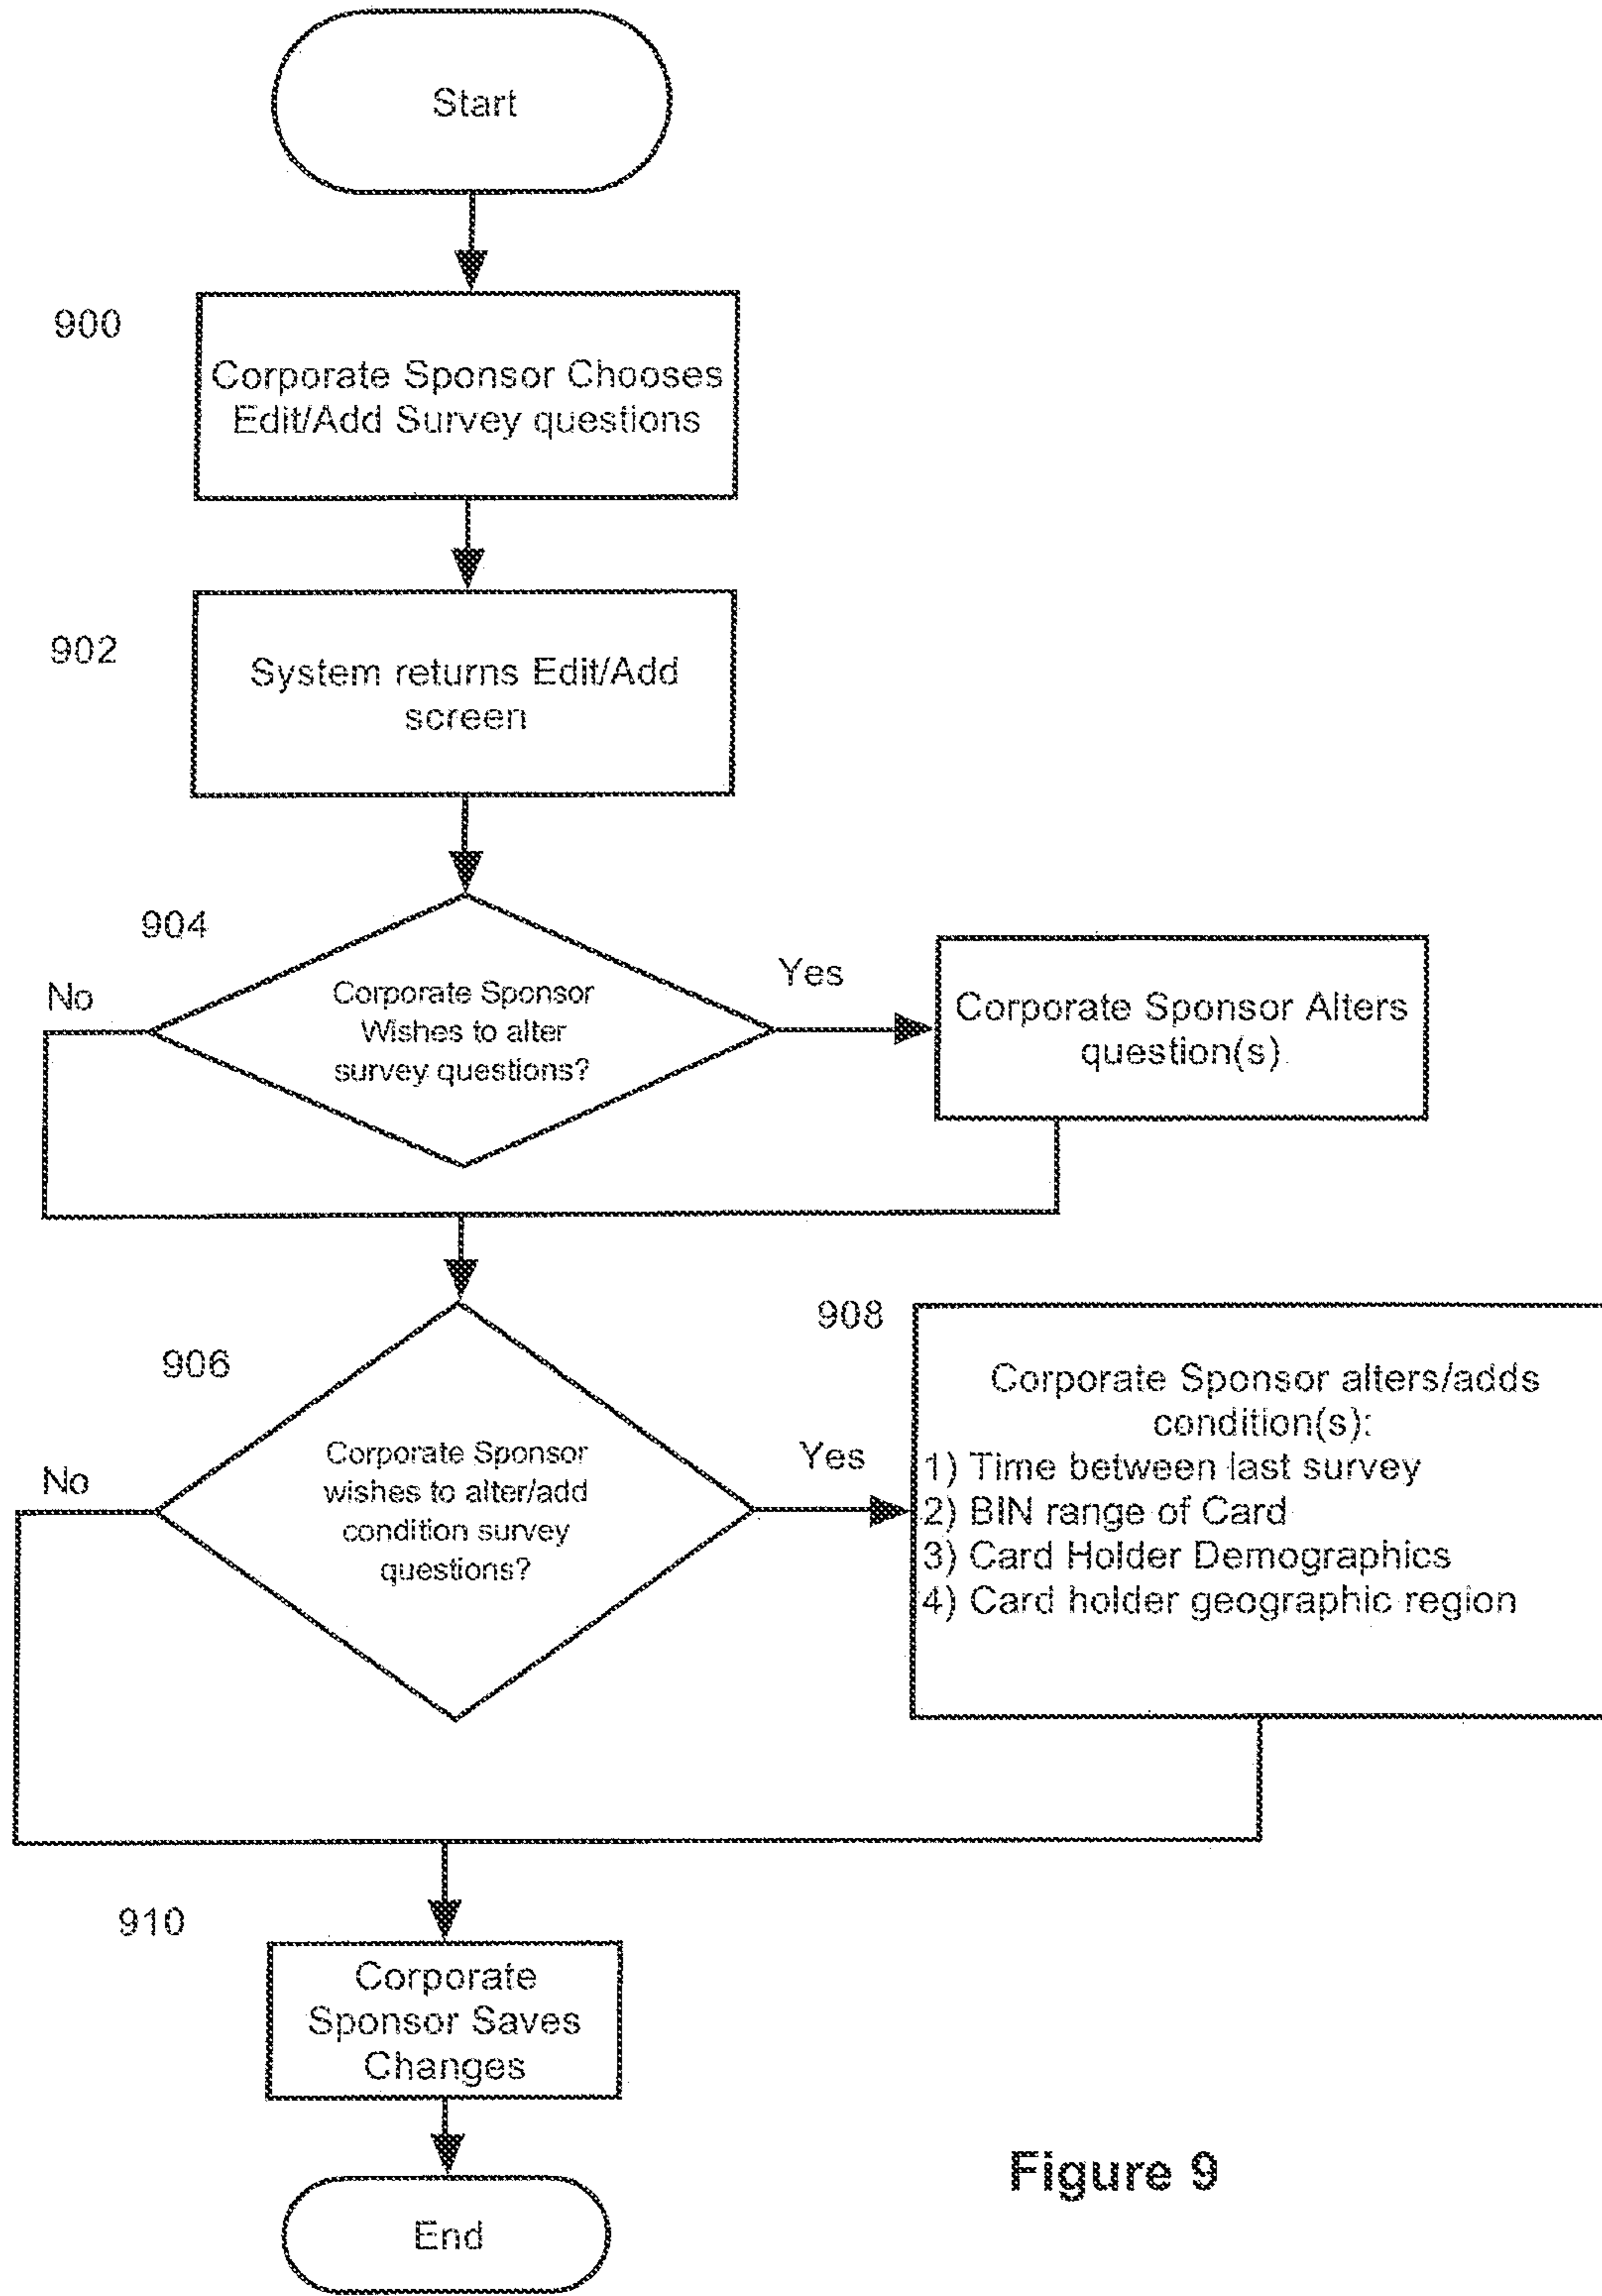 Start
900
Corporate Sponsor Chooses
Edit/Add Survey questions
902
System returns Edit/Add
screen
904
No
Corporate Sponsor
Wishes to alter
survey questions?
Yes
Corporate Sponsor Alters
question(s)
906
No
Corporate Sponsor
wishes to alter/add
condition survey
questions?
Yes
908
Corporate Sponsor alters/adds
condition(s):
1) Time between last survey
2) BIN range of Card
3) Card Holder Demographics
4) Card holder geographic region
910
Corporate
Sponsor Saves
Changes
End
Figure 9